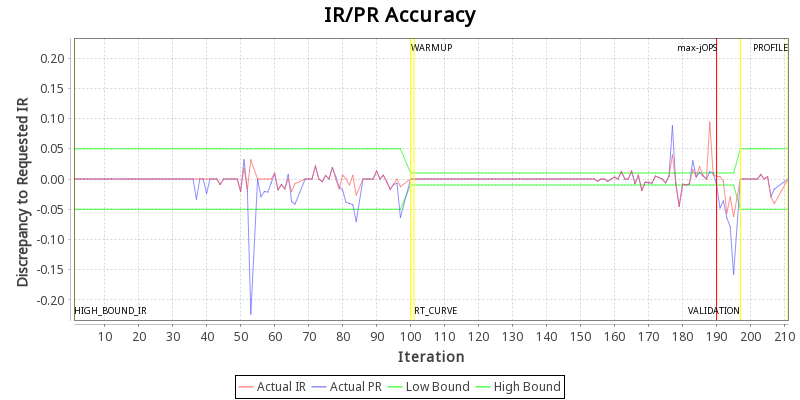 IR/PR Accuracy
WARMUP
max-jOPS
PROFILE
0.20
0.15
0.10
0.05
0.00
-0.05
-0.10
-0.15
-0.20
Discrepancy to Requested IR
HIGH_BOUND_IR
RT_CURVE
VALIDATION
10 20 30 40 50 60 70 80 90 100 110 120 130 140 150 160 170 180 190 200 210
Iteration
Actual IR Actual PR Low Bound High Bound